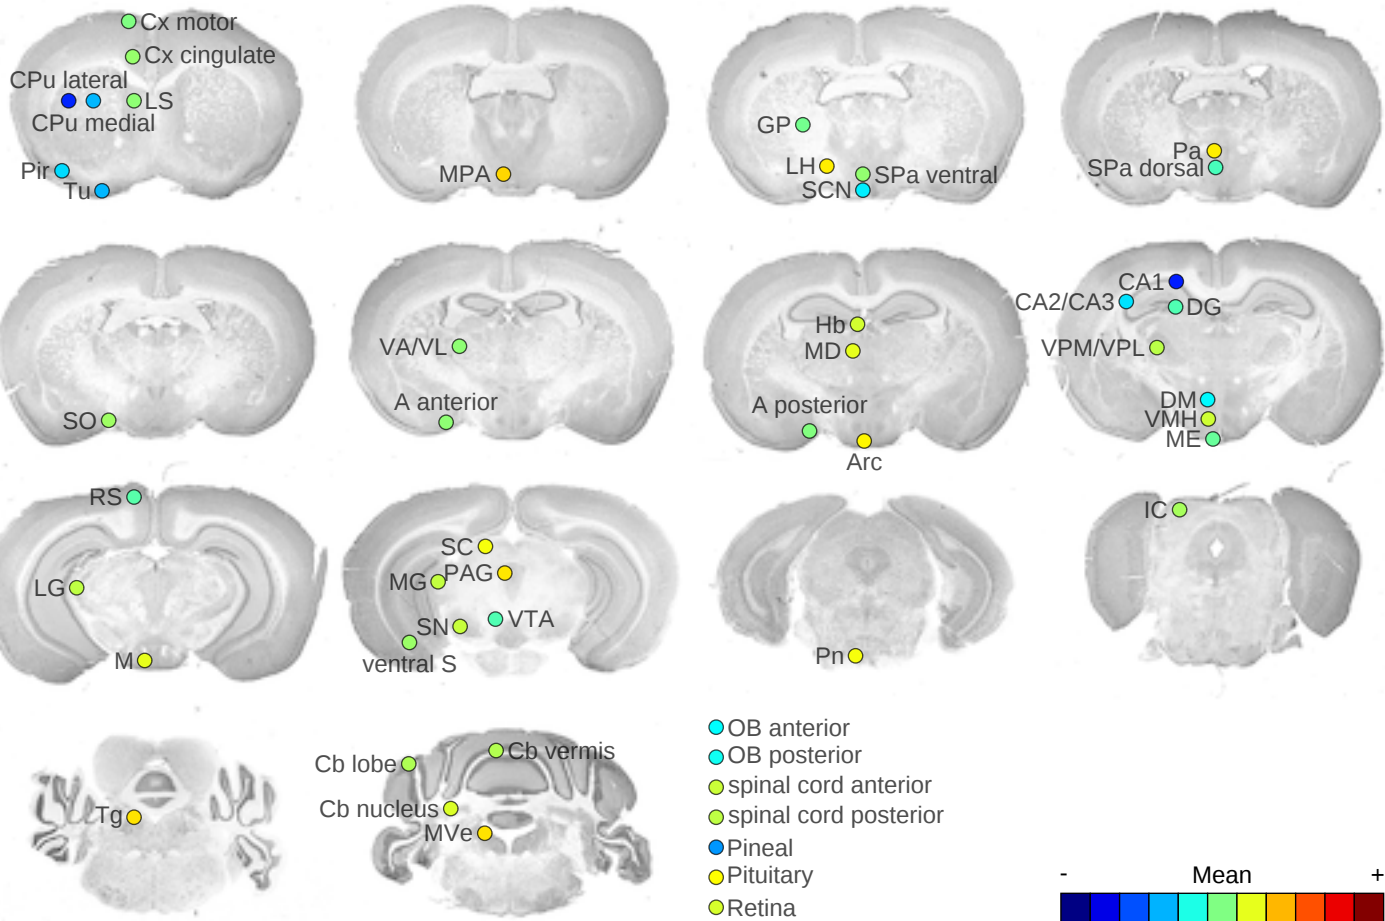 Cx motor
Cx cingulate
CPu lateral
LS
CPu medial
Pir
Tu
MPA
GP
LH
SPa ventral
SCN
Pa
SPa dorsal
SO
VA/VL
A anterior
Hb
MD
A posterior
Arc
CA1
CA2/CA3
DG
VPM/VPL
DM
VMH
ME
RS
LG
M
SC
PAG
MG
SN
VTA
ventral S
Pn
IC
Tg
Cb lobe
Cb vermis
Cb nucleus
MVe
OB anterior
OB posterior
spinal cord anterior
spinal cord posterior
Pineal
Pituitary
Retina
- Mean +